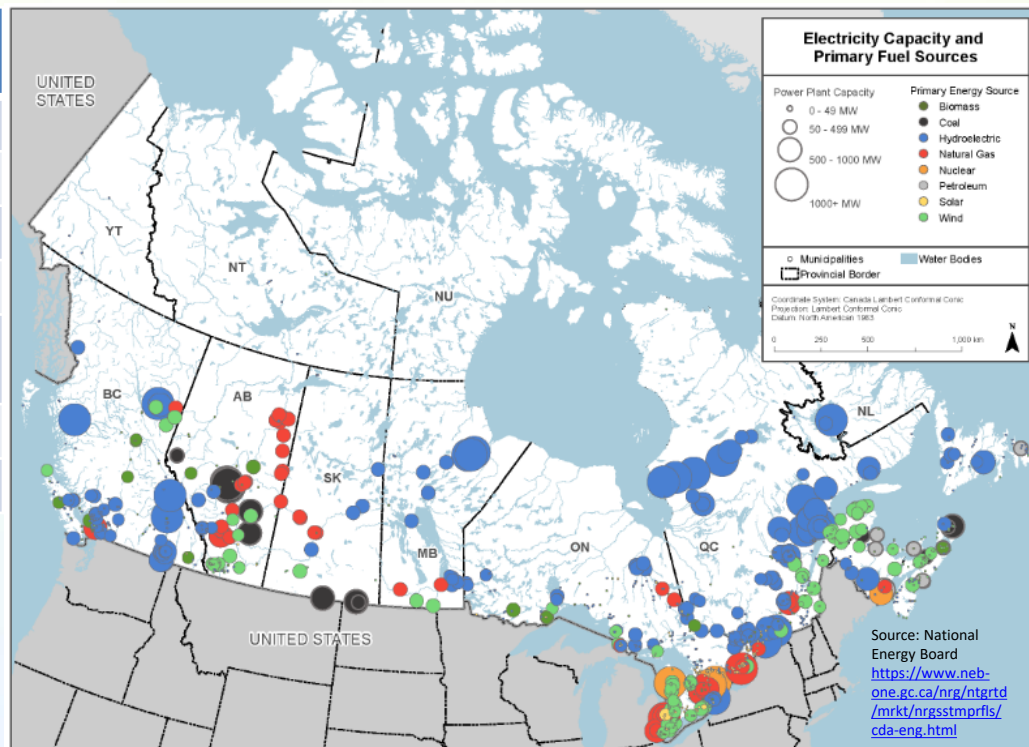 Electricity Capacity and
Primary Fuel Sources
Power Plant Capacity
0 - 49 MW
50 - 499 MW
500 - 1000 MW
1000+ MW
Primary Energy Source
Biomass
Coal
Hydroelectric
Natural Gas
Nuclear
Petroleum
Solar
Wind
Municipalities
Water Bodies
Provincial Border
Coordinate System: Canada Lambert Conformal Conic
Projection: Lambert Conformal Conic
Datum: North American 1983
0 250 500 1,000 km
N
UNITED
STATES
YT
NT
NU
BC
AB
SK
MB
ON
QC
NL
UNITED STATES
Source: National
Energy Board
https://www.neb-
one.gc.ca/nrg/ntgrtd
/mrkt/nrgsstmprfls/
cda-eng.html